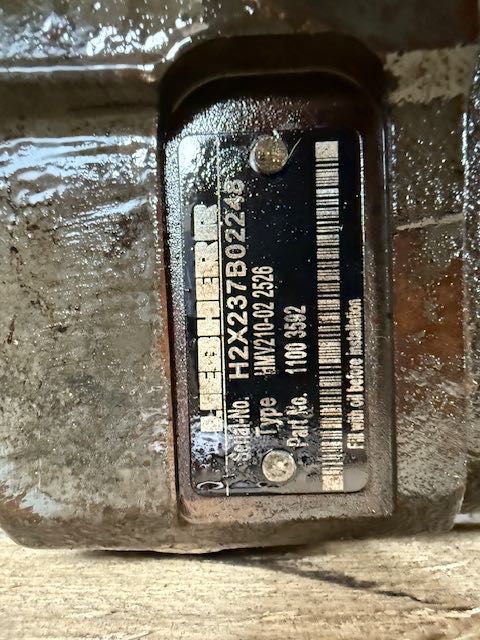 LIEBHERR
Serial-No. H2X237B02248
Type HMV210-02 2526
Part No. 1100 3592
Fill with oil before installation